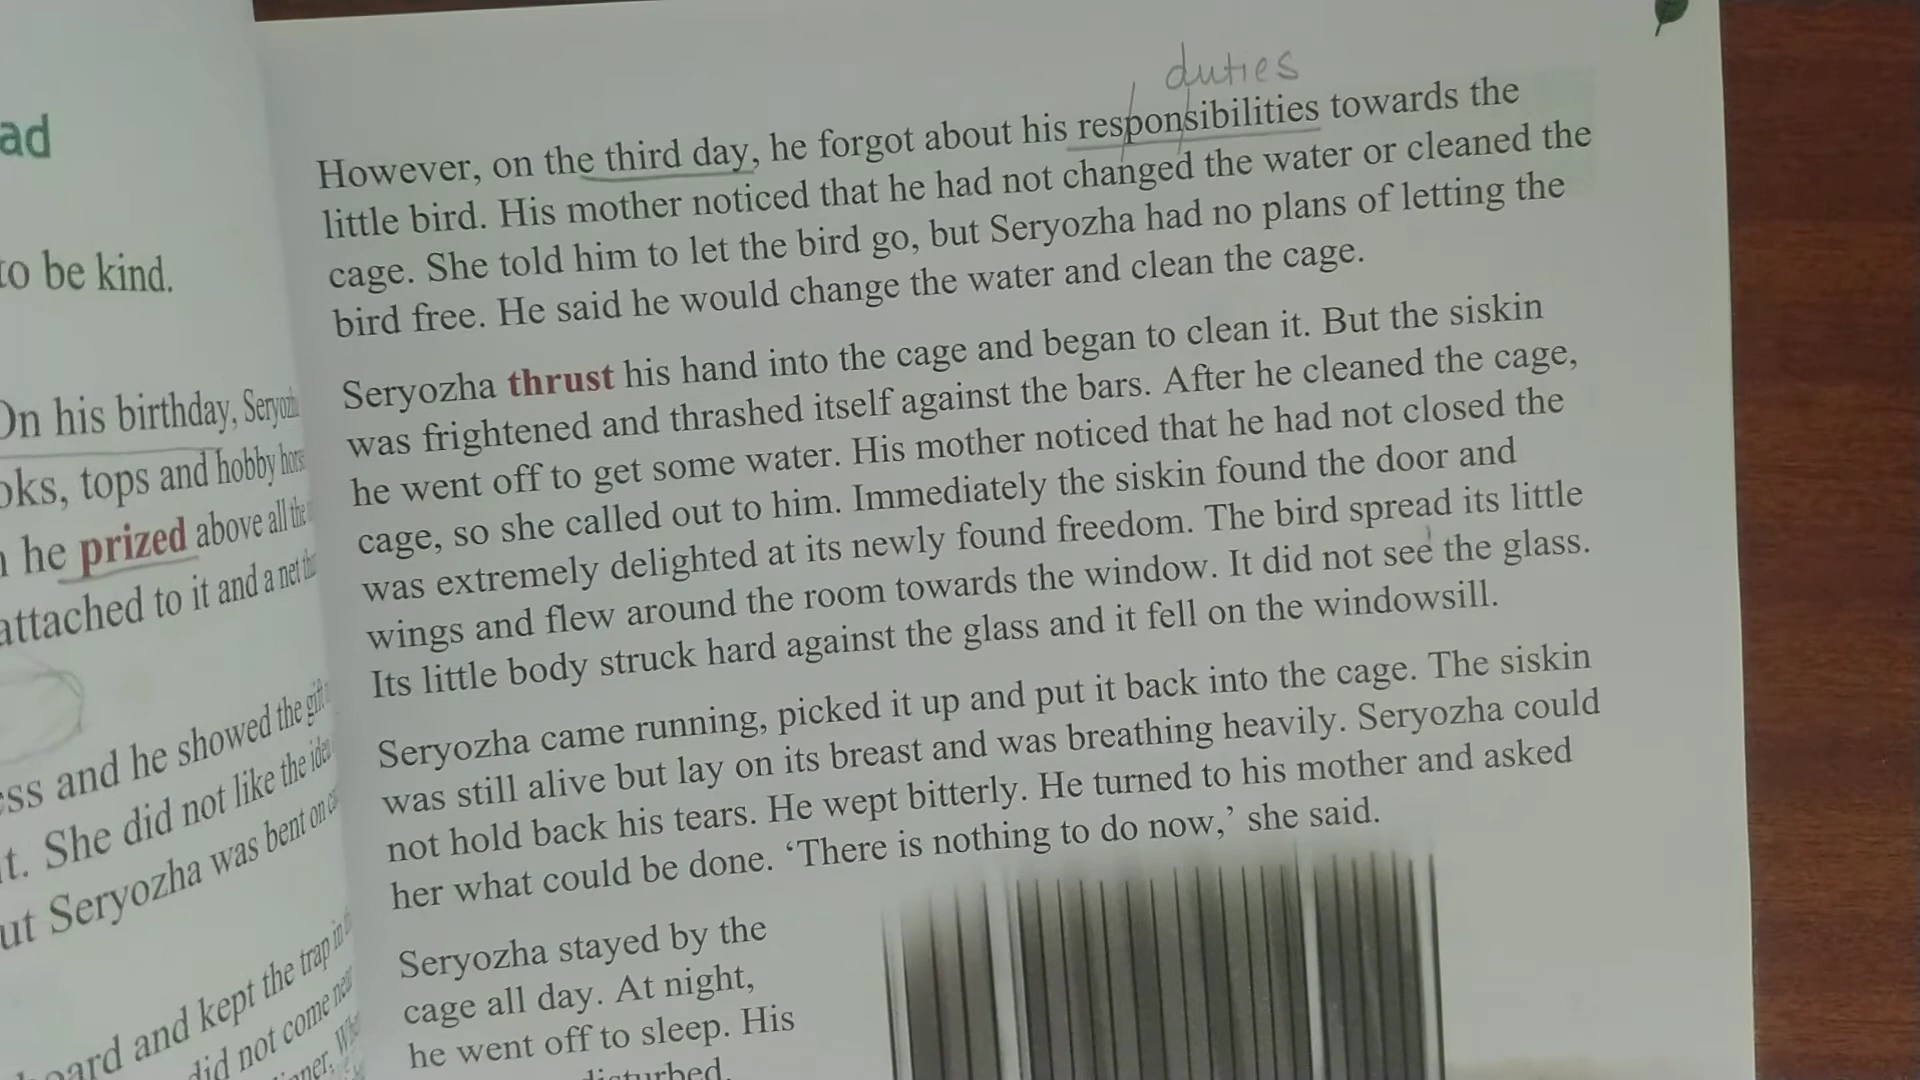 ad
to be kind.
On his birthday, Seryozha
oks, tops and hobby hors
he prized above all the
attached to it and a net
ess and he showed the gift
t. She did not like the idea
ut Seryozha was bent on
oard and kept the trap in
did not come near
duties
However, on the third day, he forgot about his responsibilities towards the
little bird. His mother noticed that he had not changed the water or cleaned the
cage. She told him to let the bird go, but Seryozha had no plans of letting the
bird free. He said he would change the water and clean the cage.
Seryozha thrust his hand into the cage and began to clean it. But the siskin
was frightened and thrashed itself against the bars. After he cleaned the cage,
he went off to get some water. His mother noticed that he had not closed the
cage, so she called out to him. Immediately the siskin found the door and
was extremely delighted at its newly found freedom. The bird spread its little
wings and flew around the room towards the window. It did not see the glass.
Its little body struck hard against the glass and it fell on the windowsill.
Seryozha came running, picked it up and put it back into the cage. The siskin
was still alive but lay on its breast and was breathing heavily. Seryozha could
not hold back his tears. He wept bitterly. He turned to his mother and asked
her what could be done. ‘There is nothing to do now,’ she said.
Seryozha stayed by the
cage all day. At night,
he went off to sleep. His
disturbed.